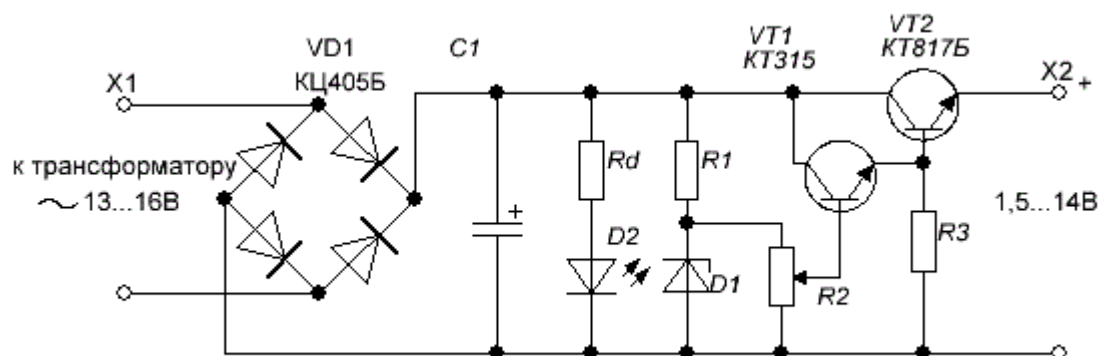 VD1
КЦ405Б
C1
VT1
КТ315
VT2
КТ817Б
X1
X2 +
к трансформатору
~ 13...16В
+
Rd
R1
D2
D1
R2
R3
1,5...14В